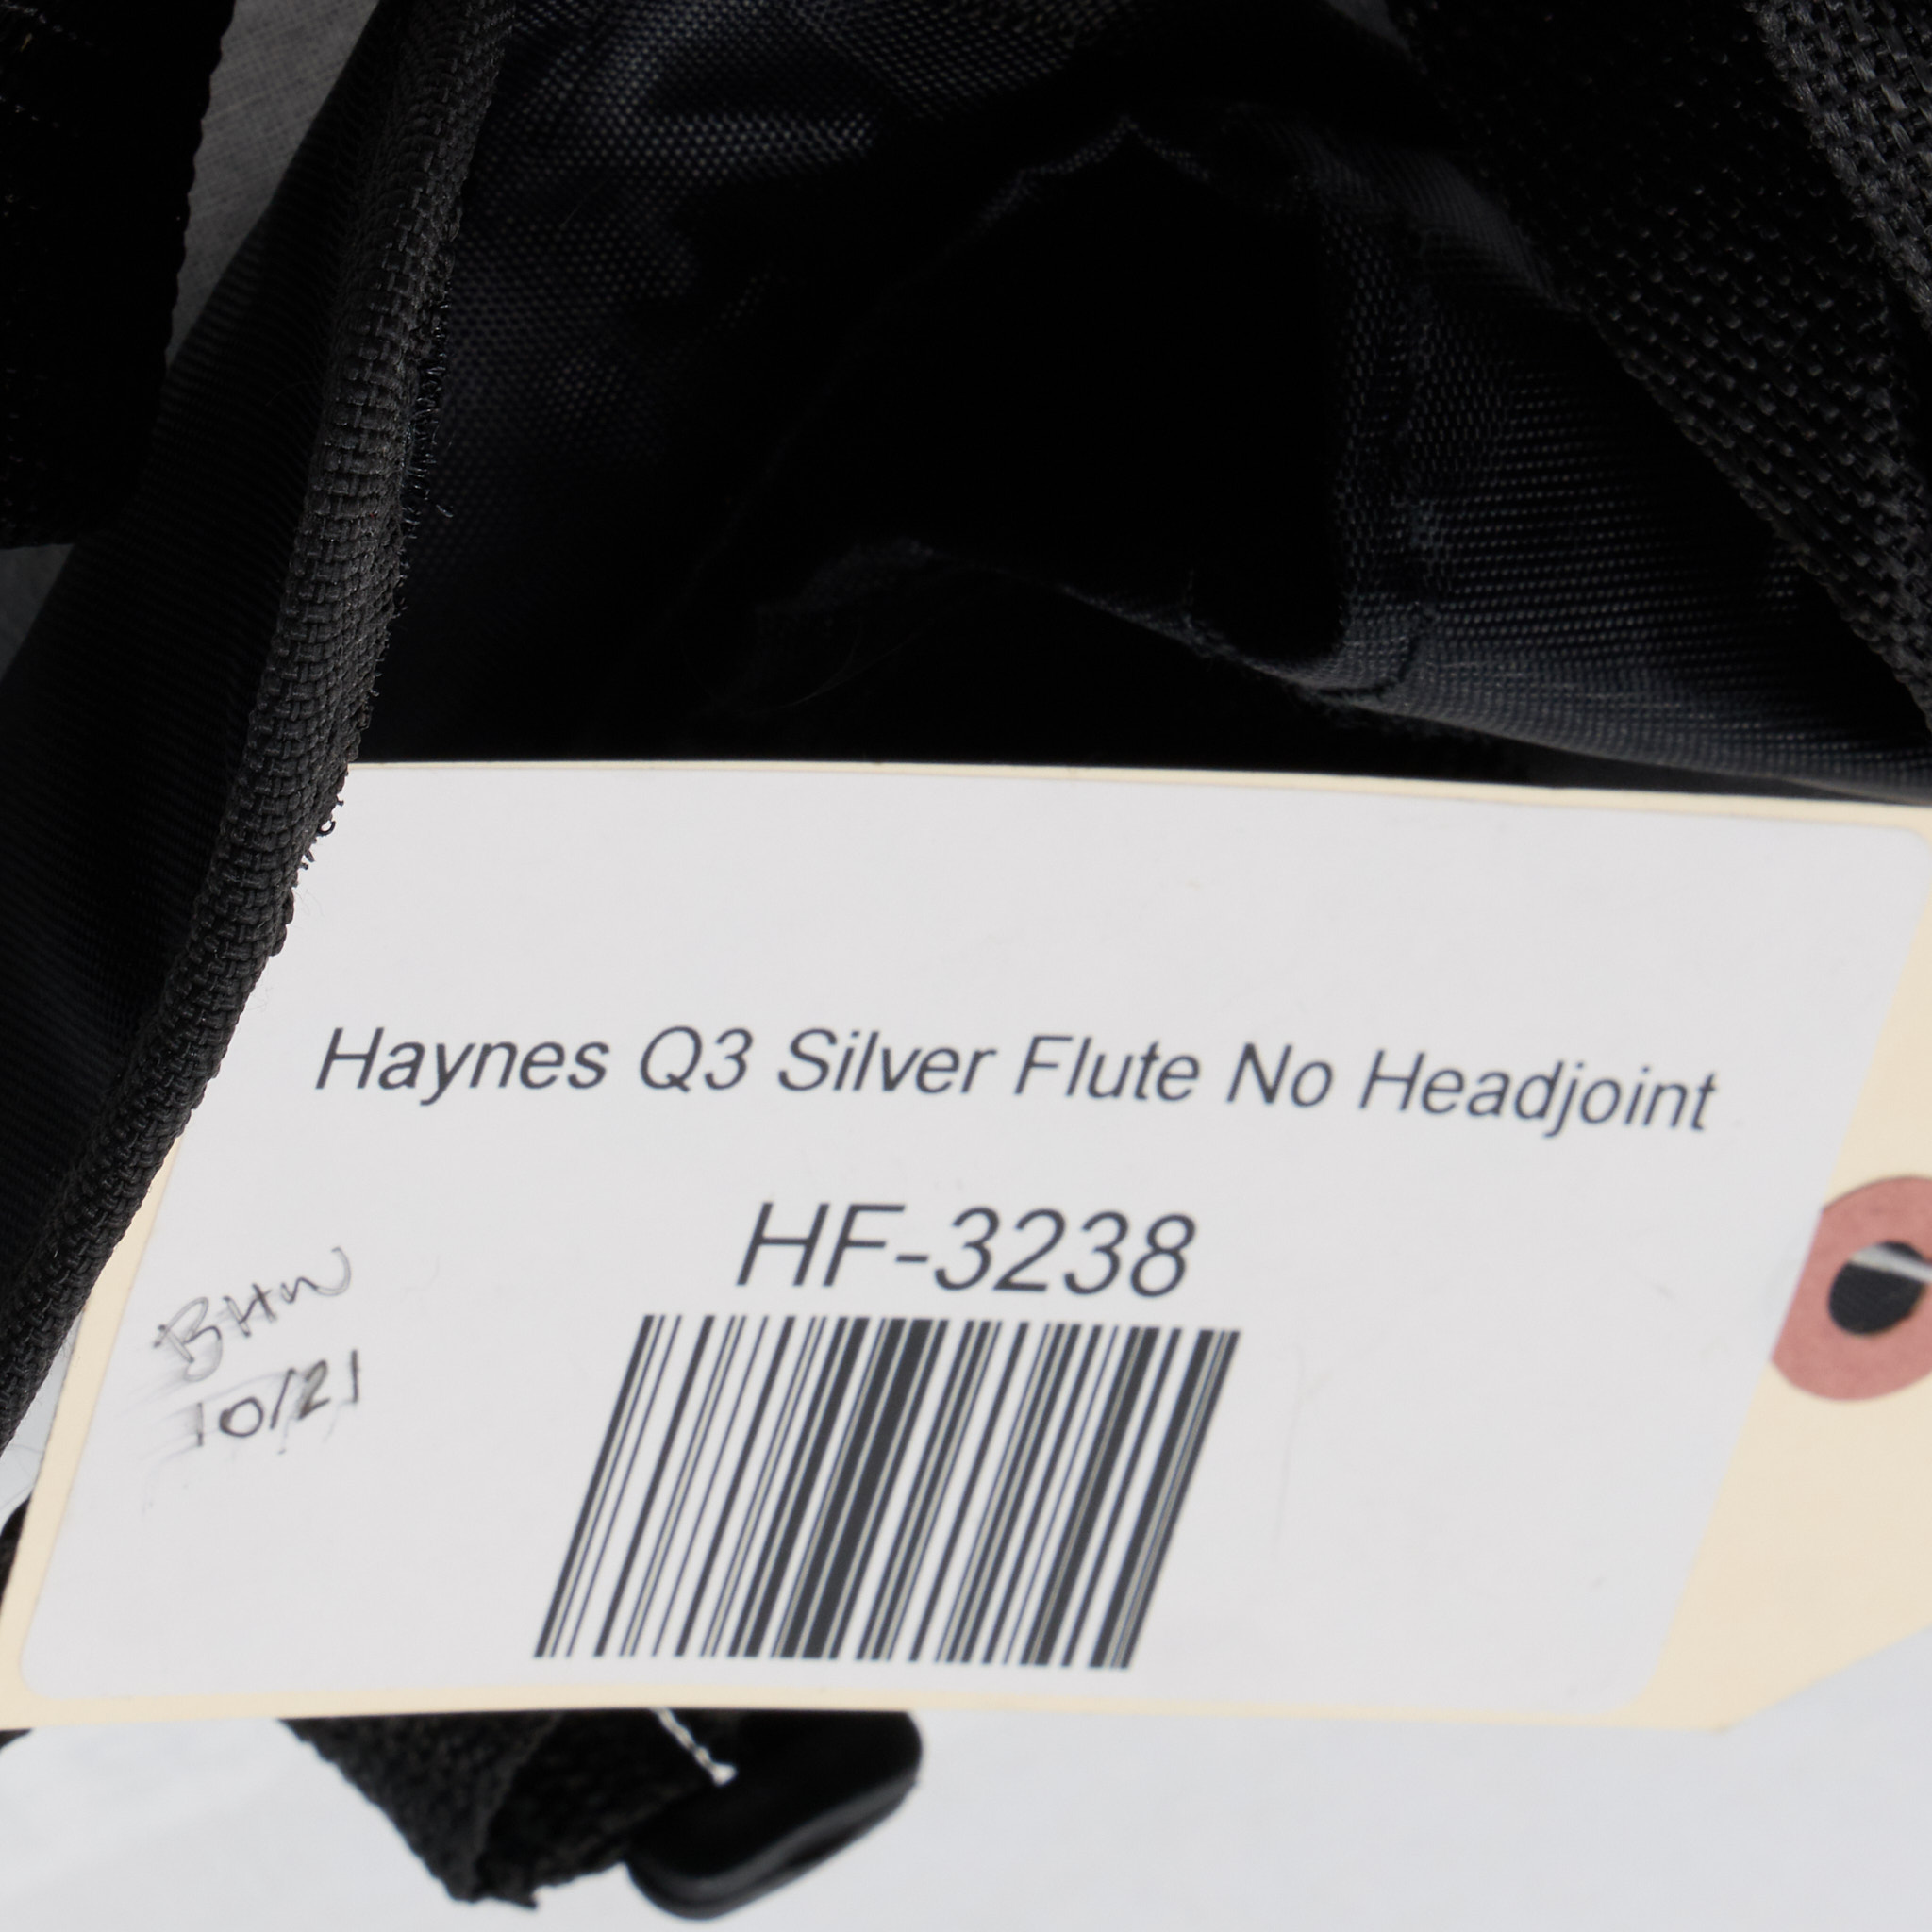 Haynes Q3 Silver Flute No Headjoint
HF-3238
BHW
10/21